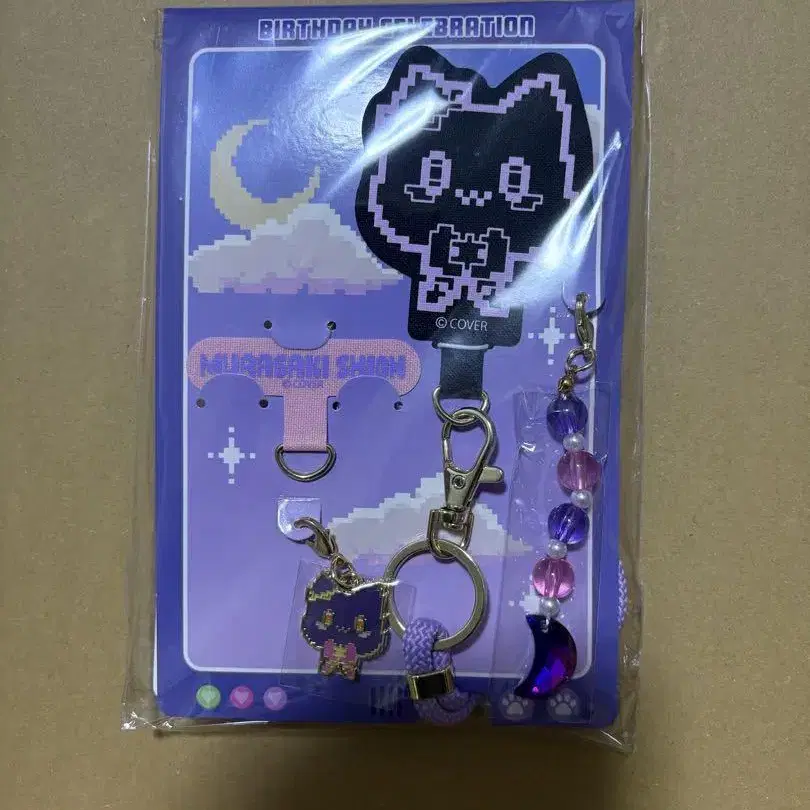 BIRTHDAY CELEBRATION
© COVER
MURASAKI SHION
© COVER